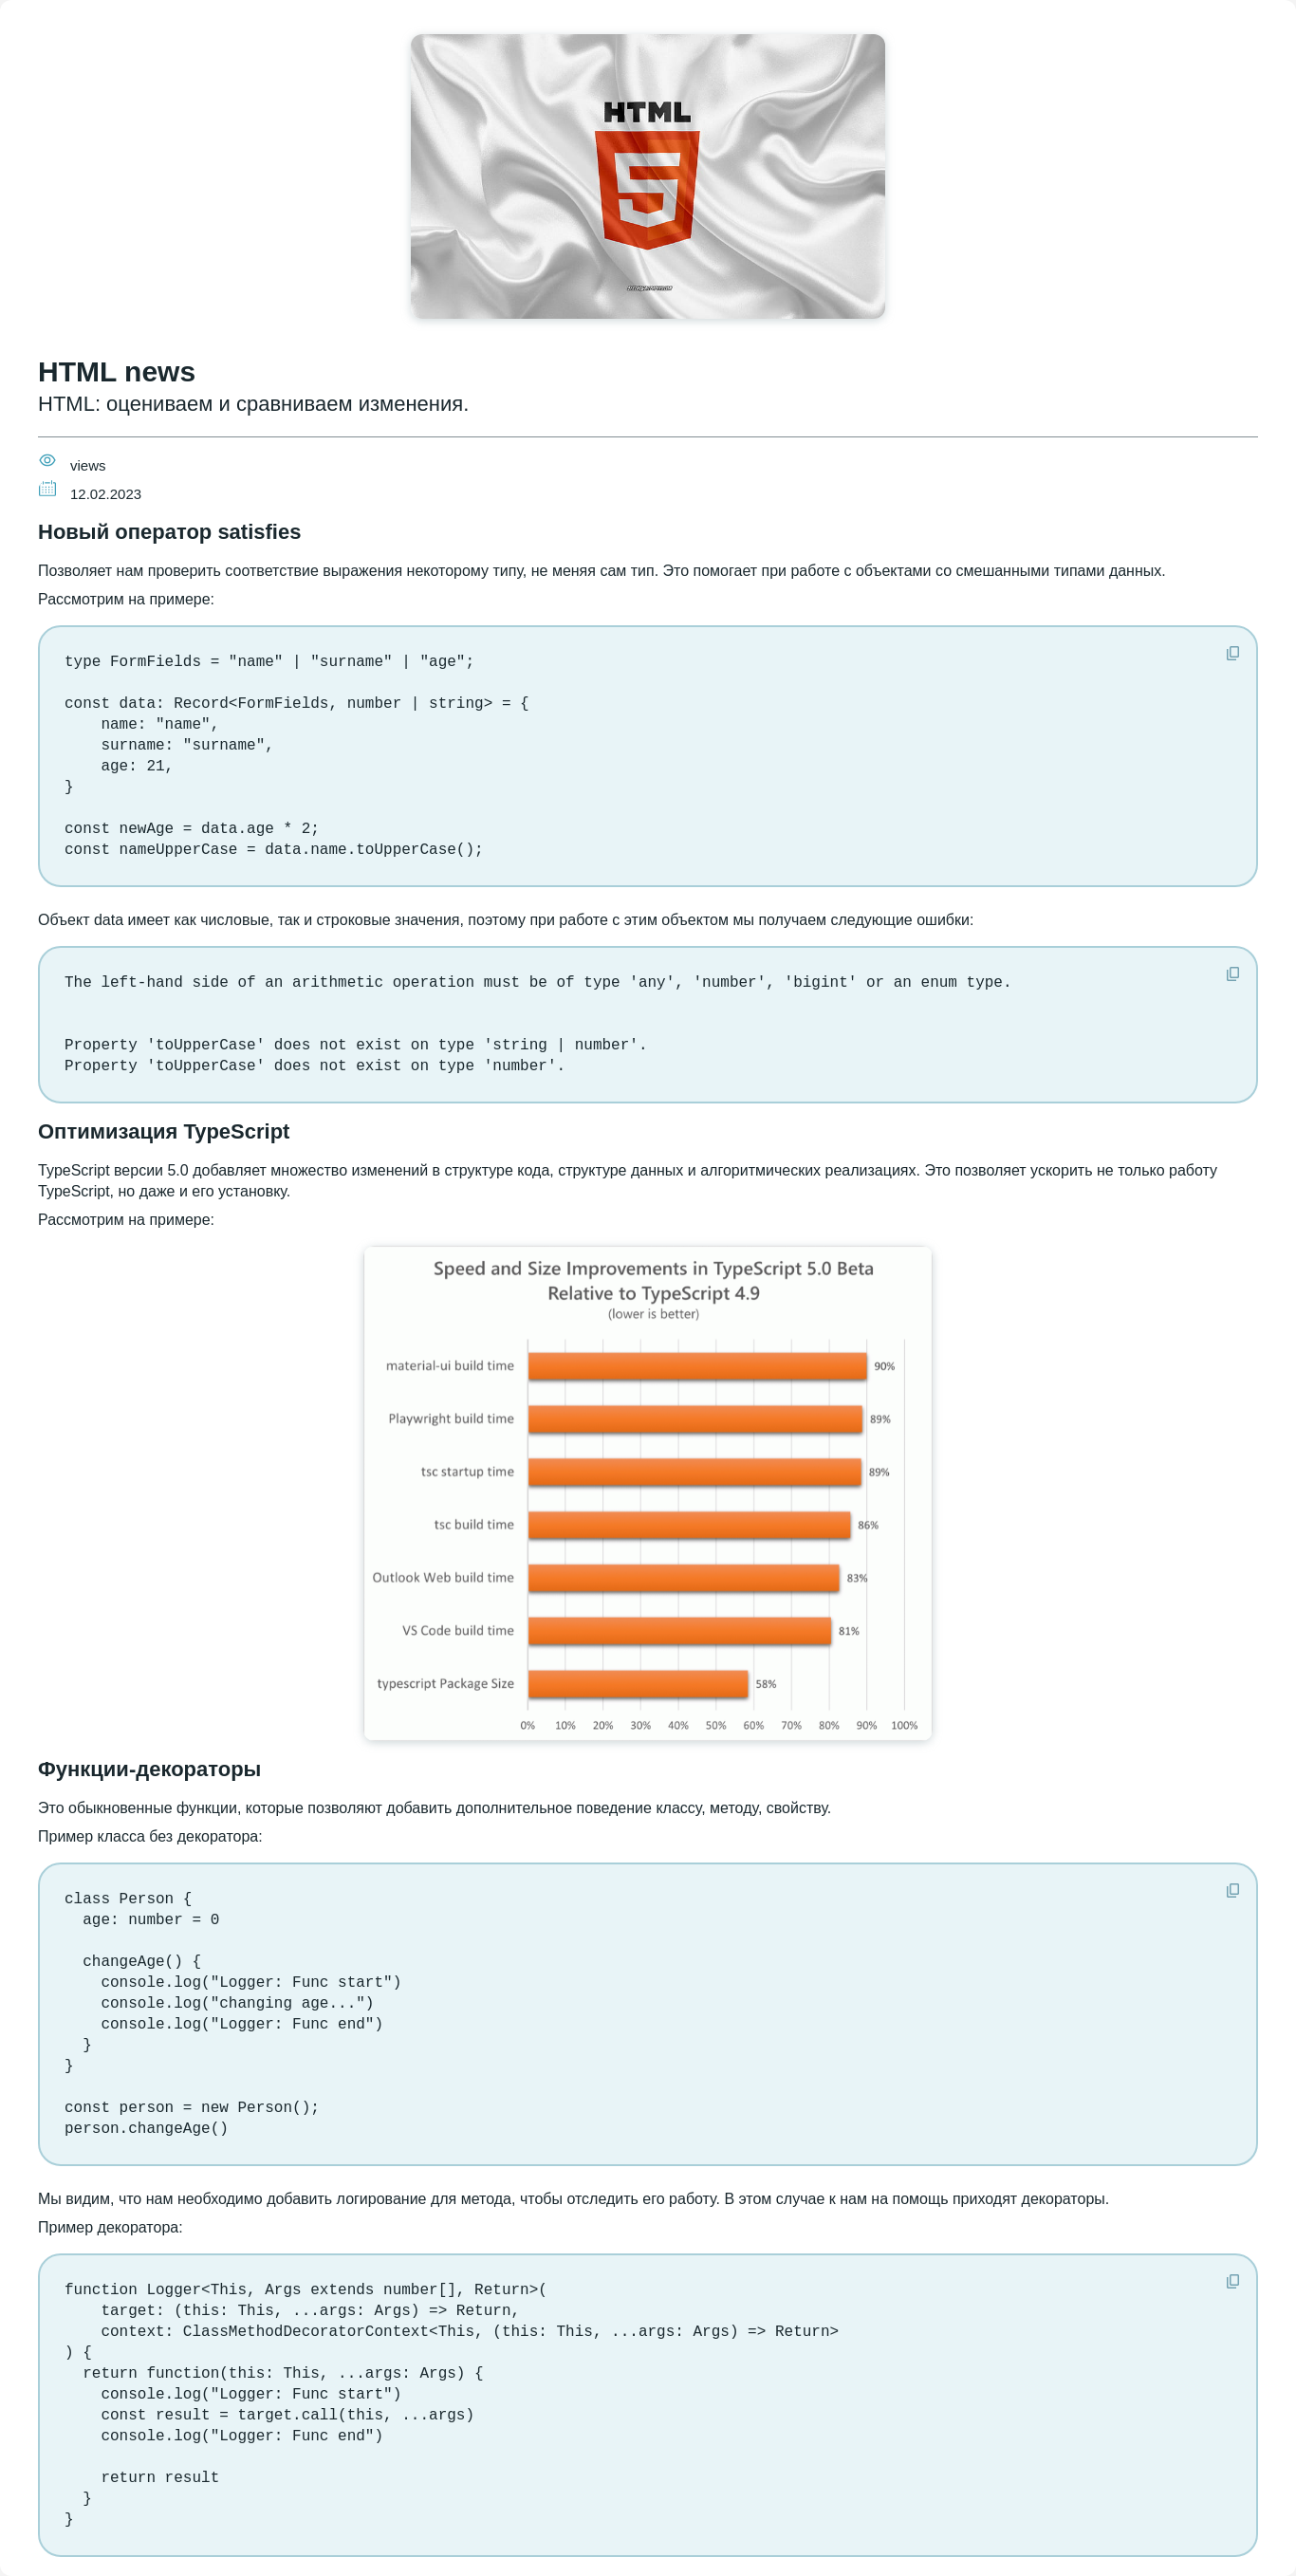 HTML
5
HTML news
HTML: оцениваем и сравниваем изменения.
views
12.02.2023
Новый оператор satisfies
Позволяет нам проверить соответствие выражения некоторому типу, не меняя сам тип. Это помогает при работе с объектами со смешанными типами данных.
Рассмотрим на примере:
type FormFields = "name" | "surname" | "age";
const data: Record<FormFields, number | string> = {
    name: "name",
    surname: "surname",
    age: 21,
}
const newAge = data.age * 2;
const nameUpperCase = data.name.toUpperCase();
Объект data имеет как числовые, так и строковые значения, поэтому при работе с этим объектом мы получаем следующие ошибки:
The left-hand side of an arithmetic operation must be of type 'any', 'number', 'bigint' or an enum type.
Property 'toUpperCase' does not exist on type 'string | number'.
Property 'toUpperCase' does not exist on type 'number'.
Оптимизация TypeScript
TypeScript версии 5.0 добавляет множество изменений в структуре кода, структуре данных и алгоритмических реализациях. Это позволяет ускорить не только работу
TypeScript, но даже и его установку.
Рассмотрим на примере:
Speed and Size Improvements in TypeScript 5.0 Beta
Relative to TypeScript 4.9
(lower is better)
material-ui build time 90%
Playwright build time 89%
tsc startup time 89%
tsc build time 86%
Outlook Web build time 83%
VS Code build time 81%
typescript Package Size 58%
0% 10% 20% 30% 40% 50% 60% 70% 80% 90% 100%
Функции-декораторы
Это обыкновенные функции, которые позволяют добавить дополнительное поведение классу, методу, свойству.
Пример класса без декоратора:
class Person {
  age: number = 0
  changeAge() {
    console.log("Logger: Func start")
    console.log("changing age...")
    console.log("Logger: Func end")
  }
}
const person = new Person();
person.changeAge()
Мы видим, что нам необходимо добавить логирование для метода, чтобы отследить его работу. В этом случае к нам на помощь приходят декораторы.
Пример декоратора:
function Logger<This, Args extends number[], Return>(
    target: (this: This, ...args: Args) => Return,
    context: ClassMethodDecoratorContext<This, (this: This, ...args: Args) => Return>
) {
  return function(this: This, ...args: Args) {
    console.log("Logger: Func start")
    const result = target.call(this, ...args)
    console.log("Logger: Func end")
    return result
  }
}